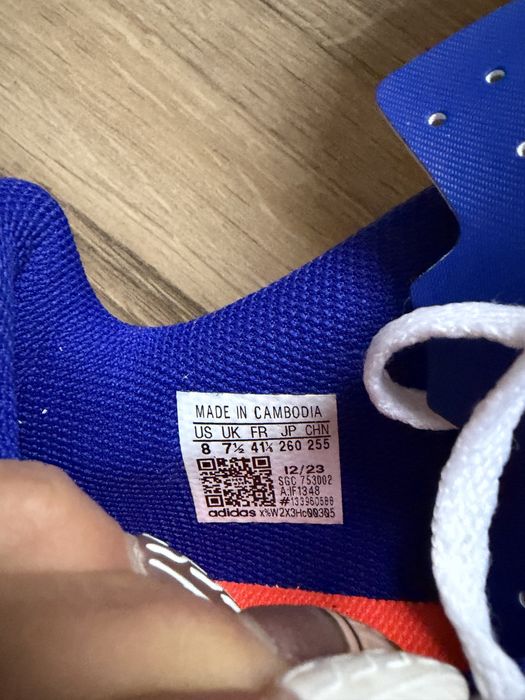 MADE IN CAMBODIA
US UK FR JP CHN
8 7½ 41⅓ 260 255
12/23
SGC 753002
A:IF1348
adidas